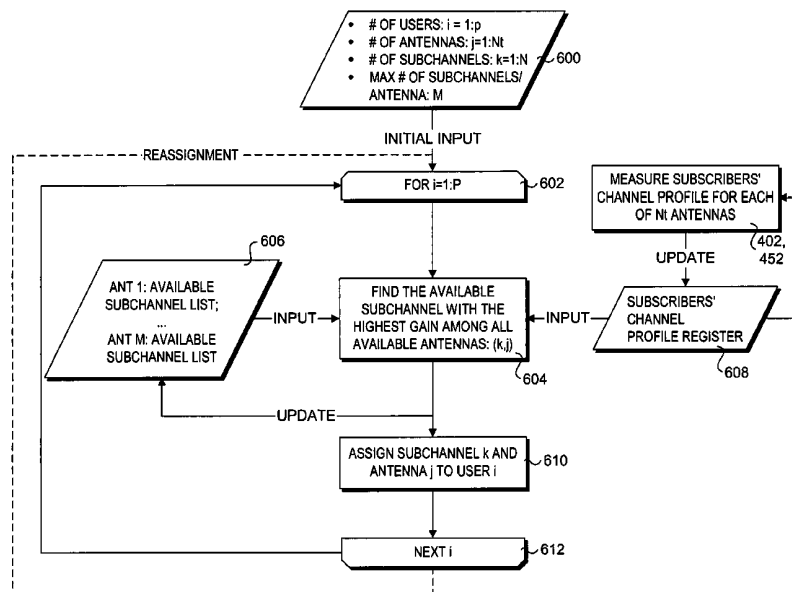 • # OF USERS: i = 1:p
• # OF ANTENNAS: j=1:Nt
• # OF SUBCHANNELS: k=1:N
• MAX # OF SUBCHANNELS/
ANTENNA: M
600
INITIAL INPUT
REASSIGNMENT
FOR i=1:P
602
MEASURE SUBSCRIBERS'
CHANNEL PROFILE FOR EACH
OF Nt ANTENNAS
402,
452
UPDATE
606
ANT 1: AVAILABLE
SUBCHANNEL LIST;
...
ANT M: AVAILABLE
SUBCHANNEL LIST
INPUT
FIND THE AVAILABLE
SUBCHANNEL WITH THE
HIGHEST GAIN AMONG ALL
AVAILABLE ANTENNAS: (k,j)
604
INPUT
SUBSCRIBERS'
CHANNEL
PROFILE REGISTER
608
UPDATE
ASSIGN SUBCHANNEL k AND
ANTENNA j TO USER i
610
NEXT i
612